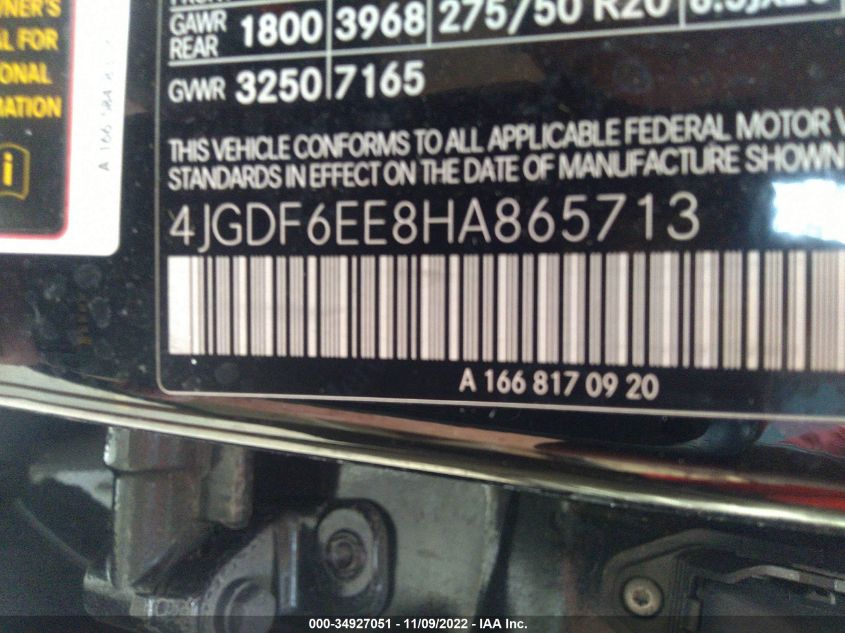 OWNER'S
FOR
GAWR
REAR 1800 3968 275/50 R20
GVWR 3250 7165
THIS VEHICLE CONFORMS TO ALL APPLICABLE FEDERAL MOTOR V
STANDARDS IN EFFECT ON THE DATE OF MANUFACTURE SHOWN
4JGDF6EE8HA865713
A 166 817 09 20
i
000-34927051 - 11/09/2022 - IAA Inc.